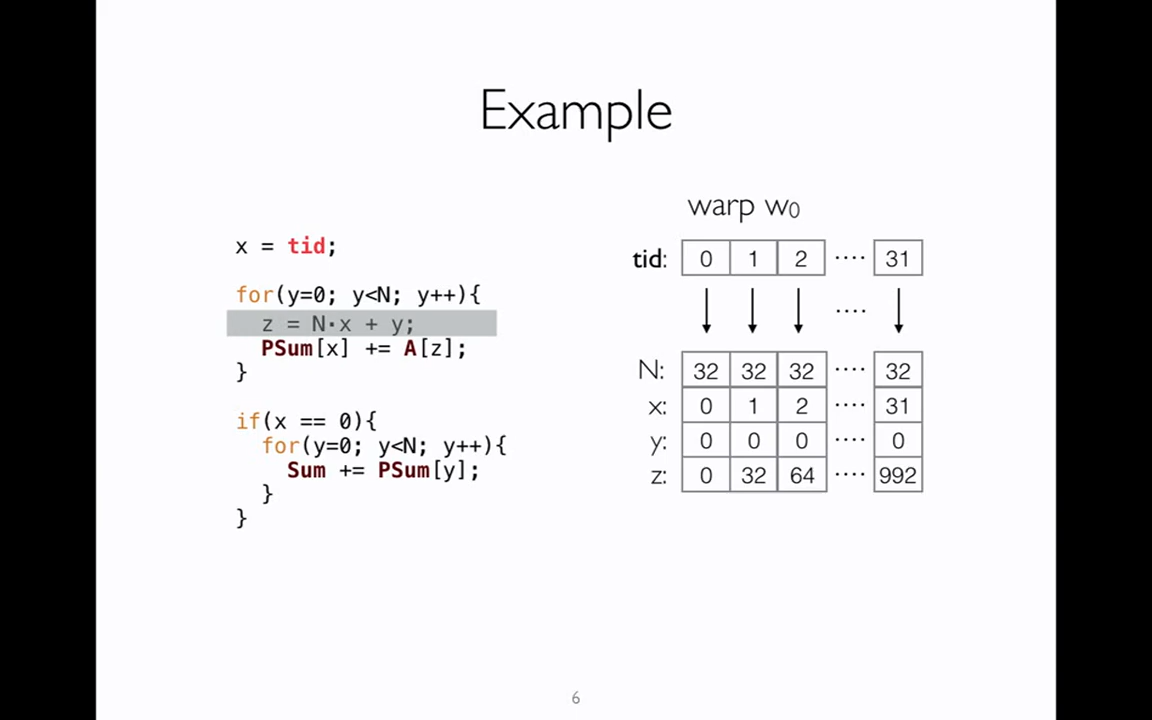 Example
x = tid;
for(y=0; y<N; y++){
z = N·x + y;
PSum[x] += A[z];
}
if(x == 0){
for(y=0; y<N; y++){
Sum += PSum[y];
}
}
warp w0
tid: 0 1 2 ···· 31
····
N: 32 32 32 ···· 32
x: 0 1 2 ···· 31
y: 0 0 0 ···· 0
z: 0 32 64 ···· 992
6